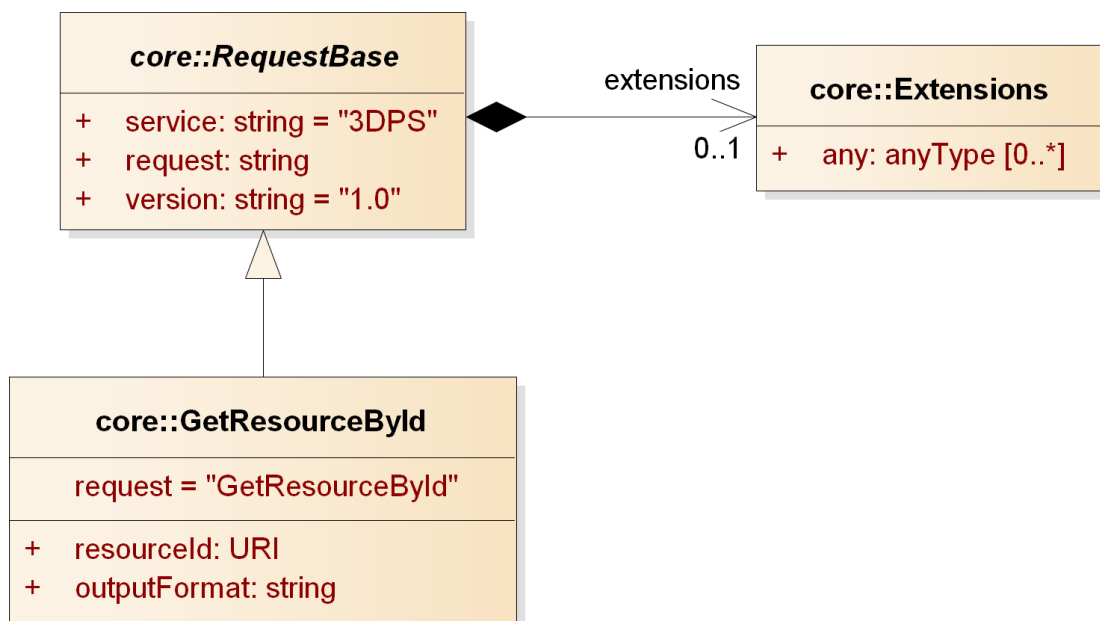 core::RequestBase
+ service: string = "3DPS"
+ request: string
+ version: string = "1.0"
extensions
0..1
core::Extensions
+ any: anyType [0..*]
core::GetResourceById
request = "GetResourceById"
+ resourceId: URI
+ outputFormat: string